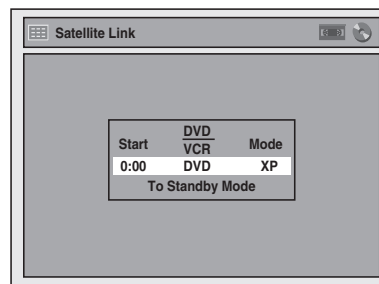 Satellite Link
DVD
Start VCR Mode
0:00 DVD XP
To Standby Mode